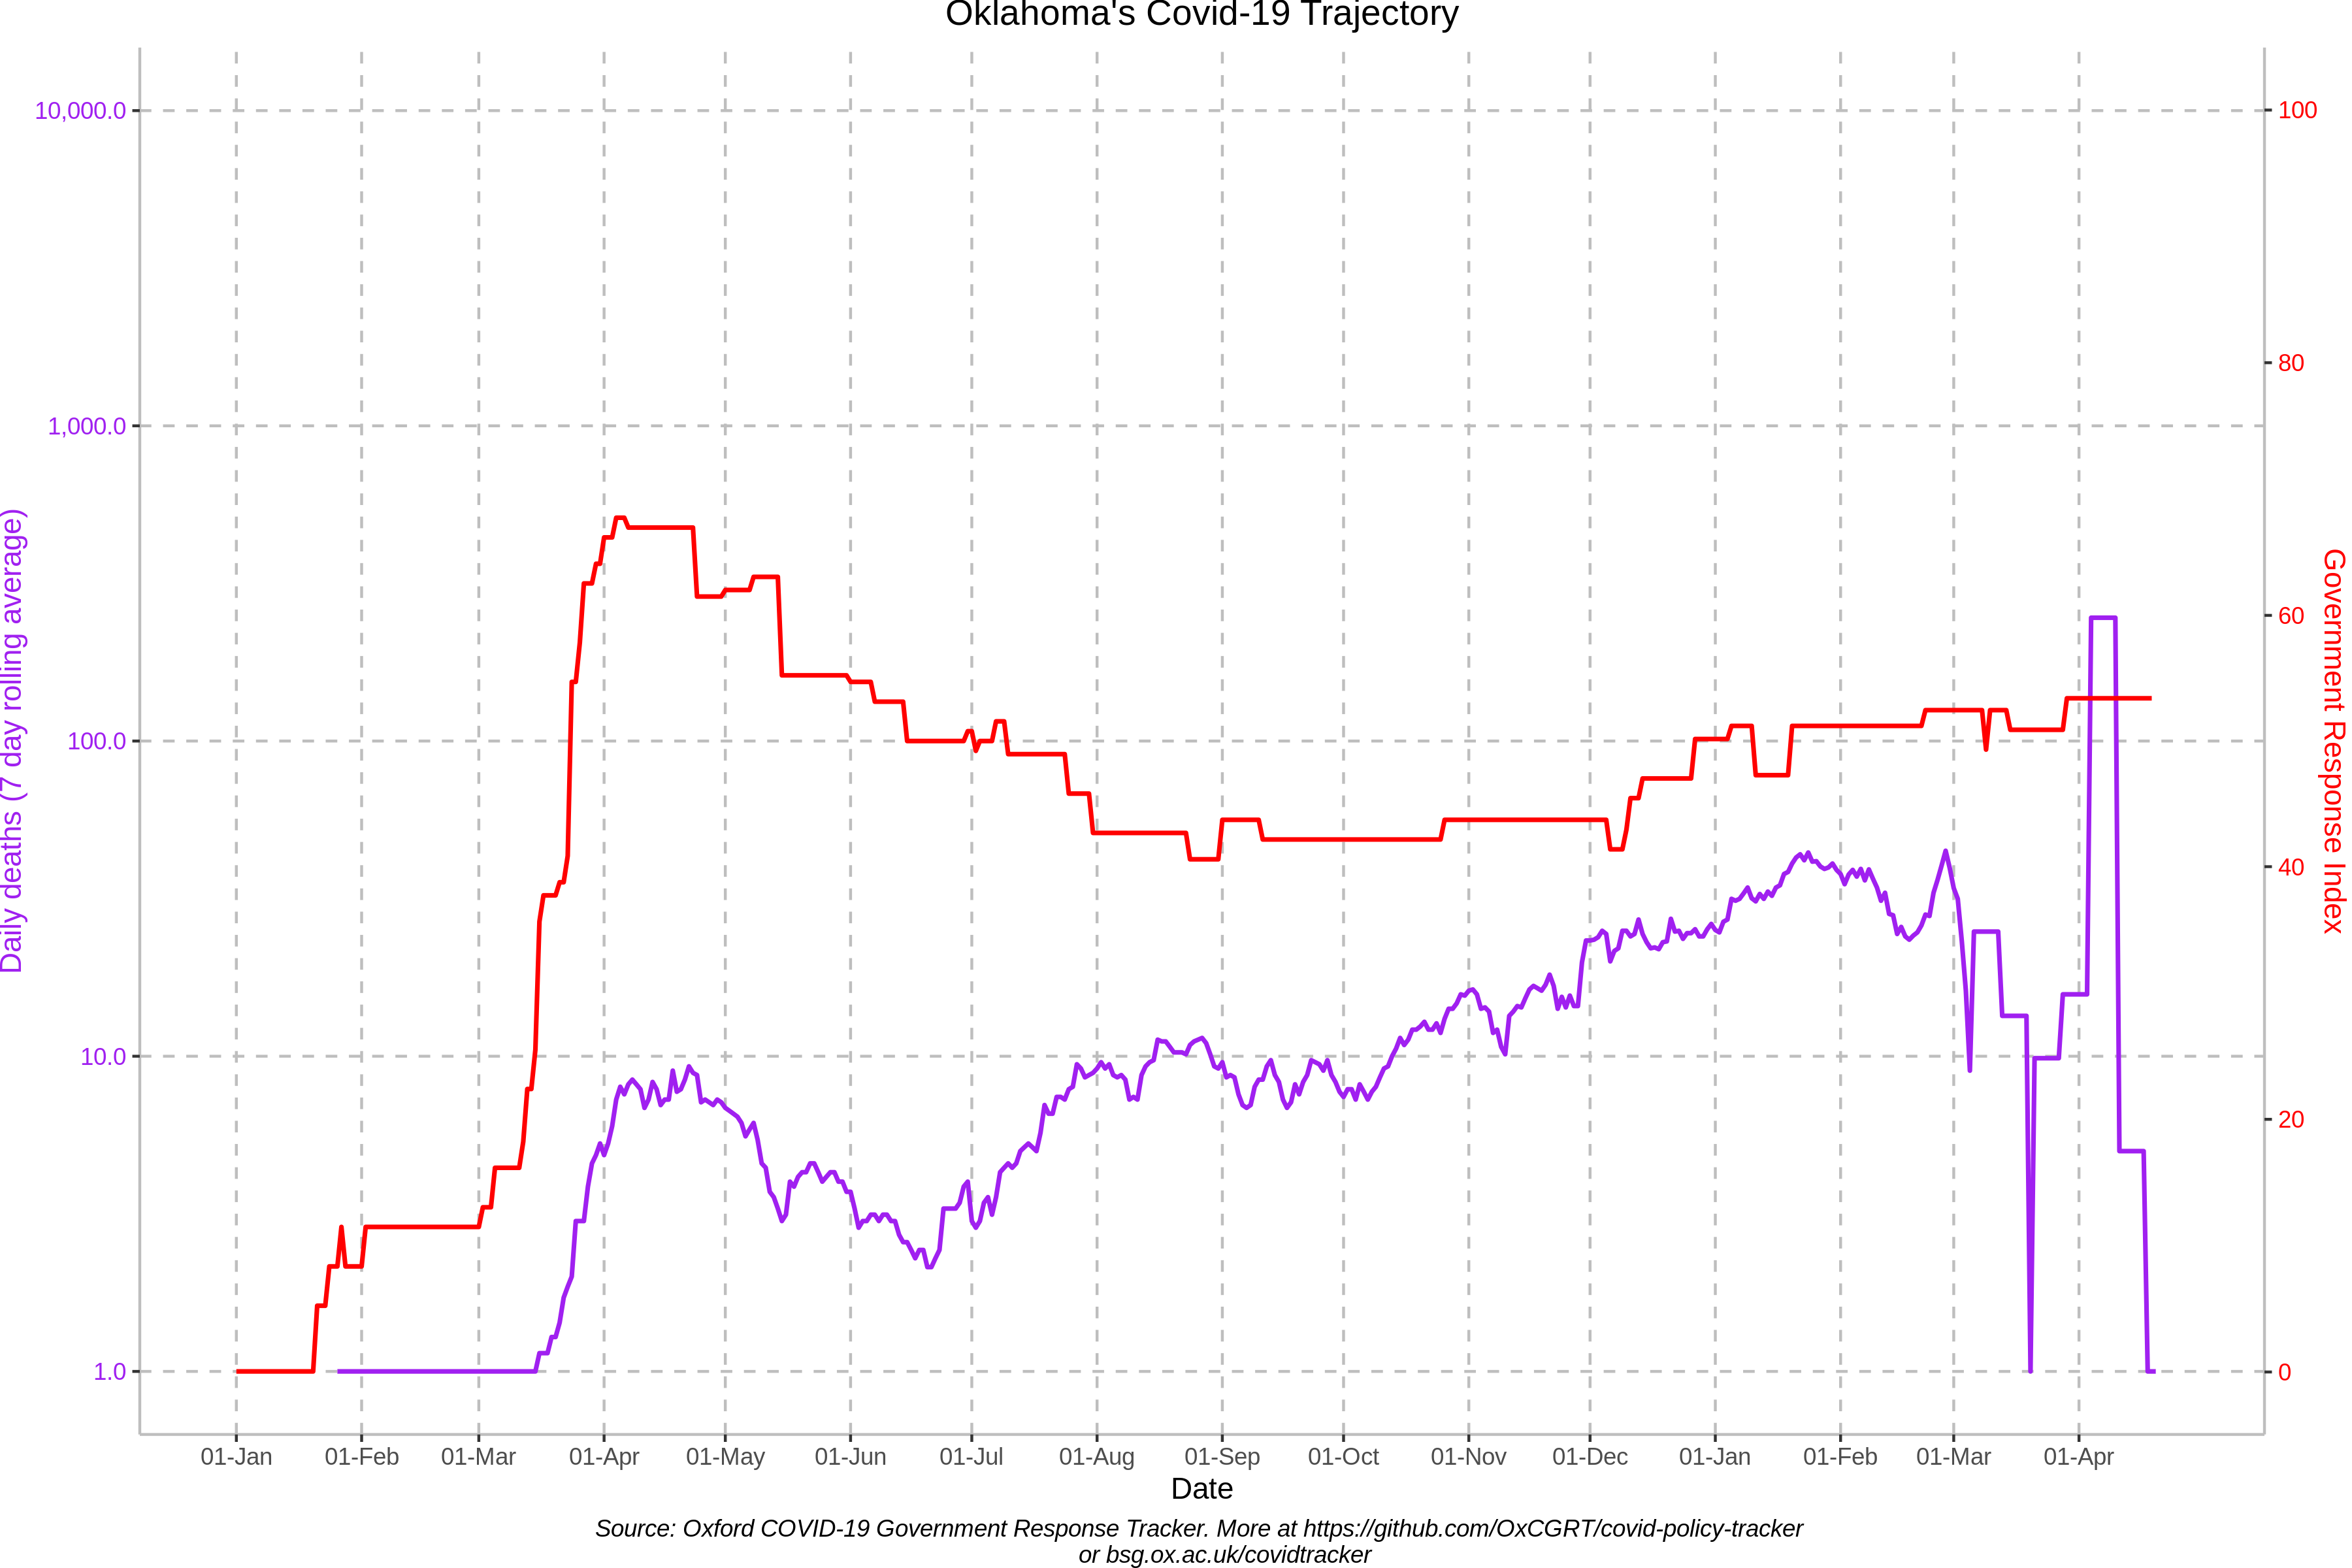 Oklahoma's Covid-19 Trajectory
Daily deaths (7 day rolling average)
10,000.0
1,000.0
100.0
10.0
1.0
100
80
60
40
20
0
Government Response Index
01-Jan 01-Feb 01-Mar 01-Apr 01-May 01-Jun 01-Jul 01-Aug 01-Sep 01-Oct 01-Nov 01-Dec 01-Jan 01-Feb 01-Mar 01-Apr
Date
Source: Oxford COVID-19 Government Response Tracker. More at https://github.com/OxCGRT/covid-policy-tracker
or bsg.ox.ac.uk/covidtracker